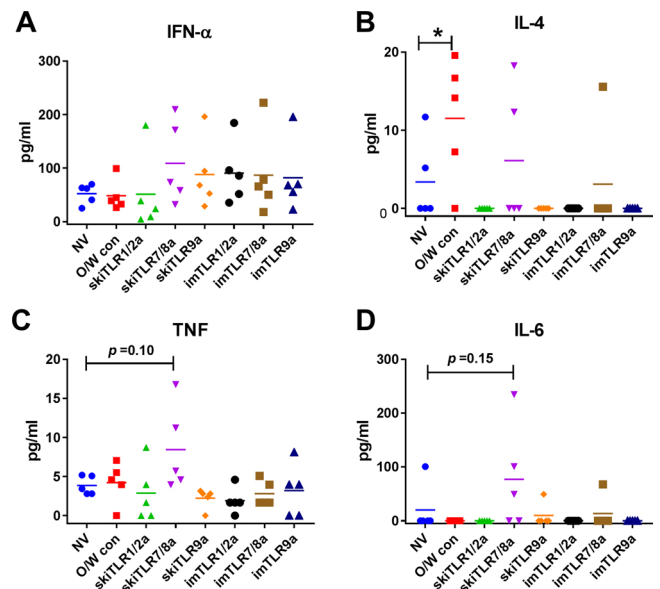 A
IFN-α
pg/ml
300
200
100
0
NV
O/W con
skiTLR1/2a
skiTLR7/8a
skiTLR9a
imTLR1/2a
imTLR7/8a
imTLR9a
B
IL-4
*
pg/ml
20
10
0
0
NV
O/W con
skiTLR1/2a
skiTLR7/8a
skiTLR9a
imTLR1/2a
imTLR7/8a
imTLR9a
C
TNF
p =0.10
pg/ml
20
15
10
5
0
NV
O/W con
skiTLR1/2a
skiTLR7/8a
skiTLR9a
imTLR1/2a
imTLR7/8a
imTLR9a
D
IL-6
p =0.15
pg/ml
300
200
100
0
NV
O/W con
skiTLR1/2a
skiTLR7/8a
skiTLR9a
imTLR1/2a
imTLR7/8a
imTLR9a